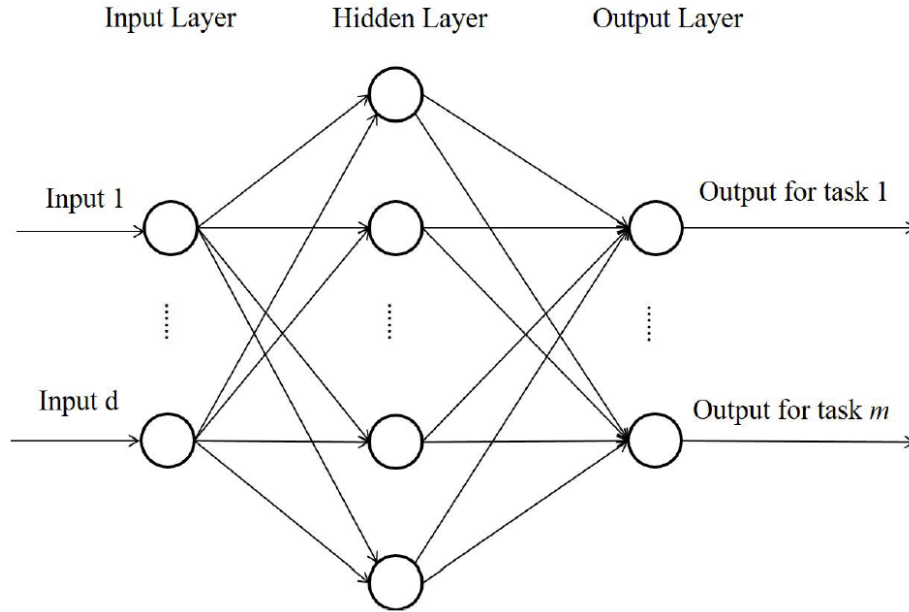 Input Layer
Hidden Layer
Output Layer
Input 1
Output for task 1
Input d
Output for task m